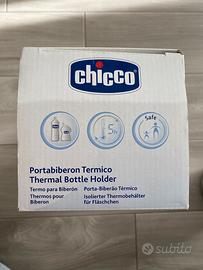 chicco
5h
Safe
Portabiberon Termico
Thermal Bottle Holder
Termo para Biberón
Porta-Biberão Térmico
Thermos pour
Isolierter Thermobehälter
Biberon
für Fläschchen
subito